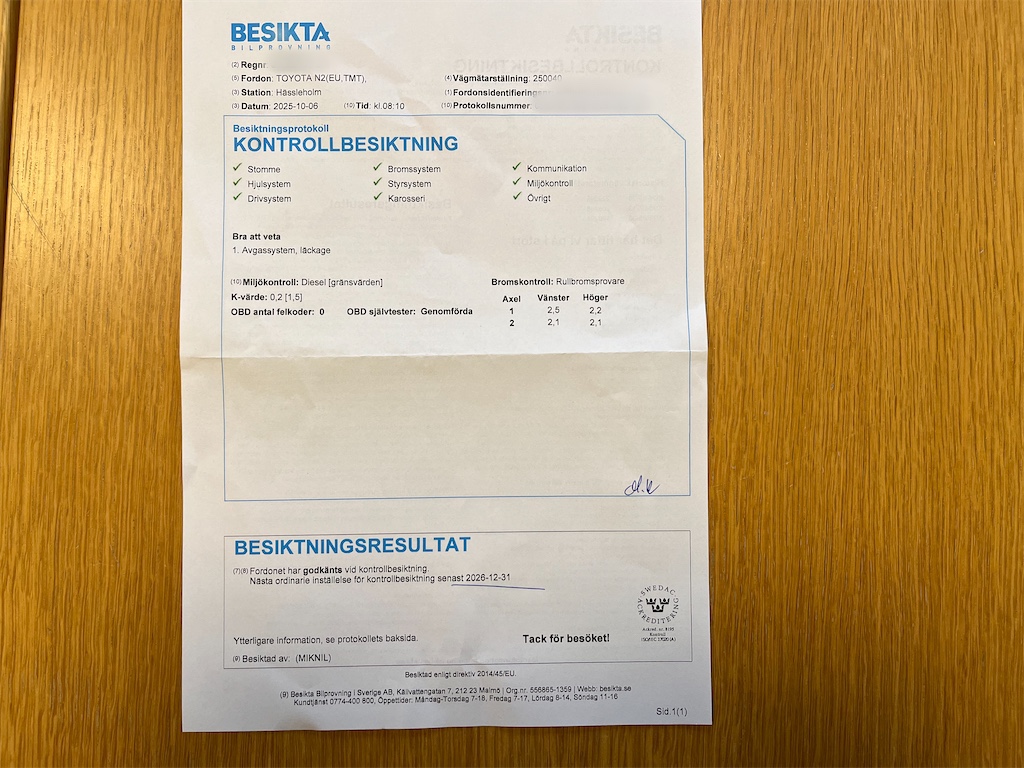 BESIKTA
BILPROVNING
(2) Regnr
(5) Fordon: TOYOTA N2(EU,TMT),
(4) Vägmätarställning: 250040
(3) Station: Hässleholm
(1) Fordonsidentifiering
(3) Datum: 2025-10-06
(10) Tid: kl.08:10
(10) Protokollsnummer:
Besiktningsprotokoll
KONTROLLBESIKTNING
✓ Stomme
✓ Bromssystem
✓ Kommunikation
✓ Hjulsystem
✓ Styrsystem
✓ Miljökontroll
✓ Drivsystem
✓ Karosseri
✓ Övrigt
Bra att veta
1. Avgassystem, läckage
(10) Miljökontroll: Diesel [gränsvärden]
K-värde: 0,2 [1,5]
OBD antal felkoder: 0 OBD självtester: Genomförda
Bromskontroll: Rullbromsprovare
Axel Vänster Höger
1 2,5 2,2
2 2,1 2,1
BESIKTNINGSRESULTAT
(7)(8) Fordonet har godkänts vid kontrollbesiktning.
Nästa ordinarie inställelse för kontrollbesiktning senast 2026-12-31
SWEDAC
ACKREDITERING
Ackred. nr. 8195
Kontroll
ISO/IEC 17020 (A)
Ytterligare information, se protokollets baksida.
Tack för besöket!
(9) Besiktad av: (MIKNIL)
Besiktad enligt direktiv 2014/45/EU.
(9) Besikta Bilprovning i Sverige AB, Källvattengatan 7, 212 23 Malmö | Org.nr. 556865-1359 | Webb: besikta.se
Kundtjänst 0774-400 800, Öppettider: Måndag-Torsdag 7-18, Fredag 7-17, Lördag 8-14, Söndag 11-16
Sid.1(1)